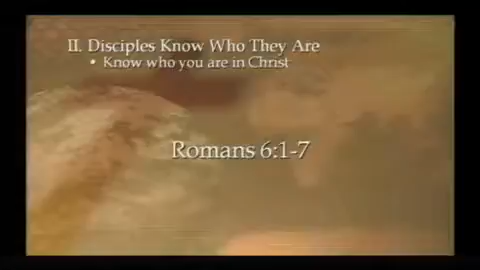 II. Disciples Know Who They Are
• Know who you are in Christ
Romans 6:1-7